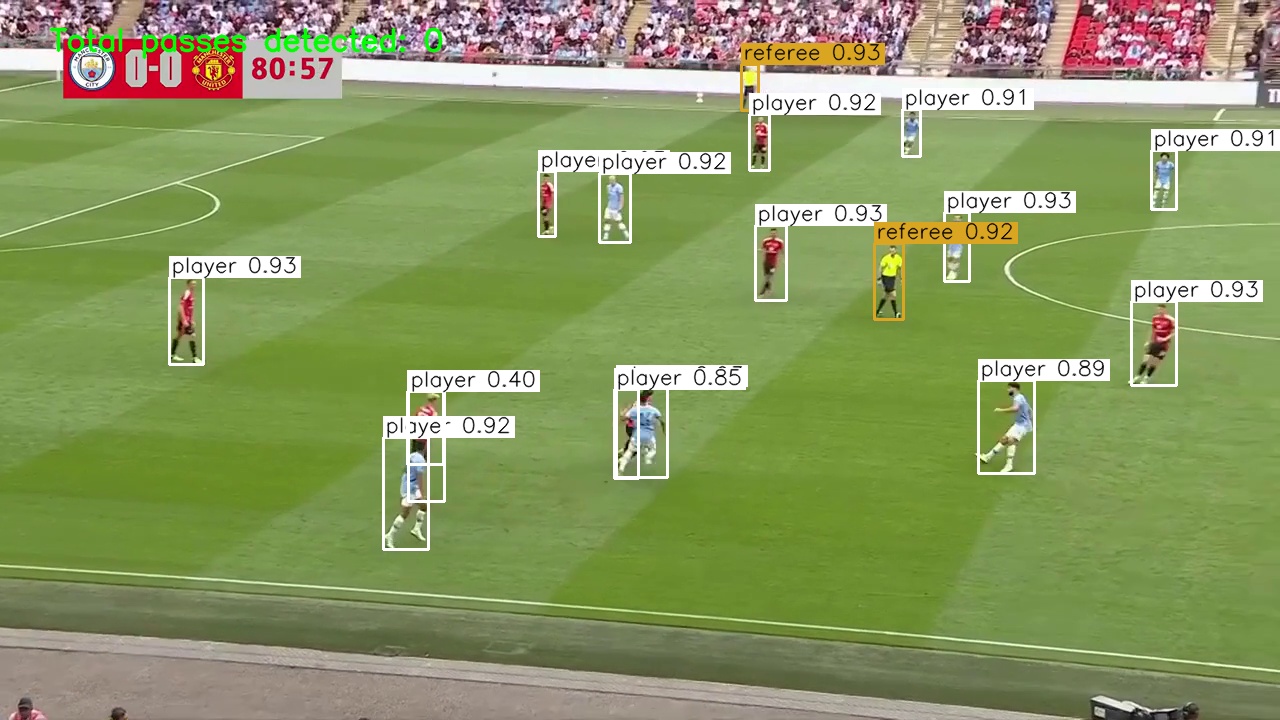 Total passes detected: 0
0-0 80:57
referee 0.93
player 0.92
player 0.91
player 0.91
player 0.92
player 0.93
player 0.93
referee 0.92
player 0.93
player 0.93
player 0.89
player 0.85
player 0.40
player 0.92
MANCHESTER
CITY